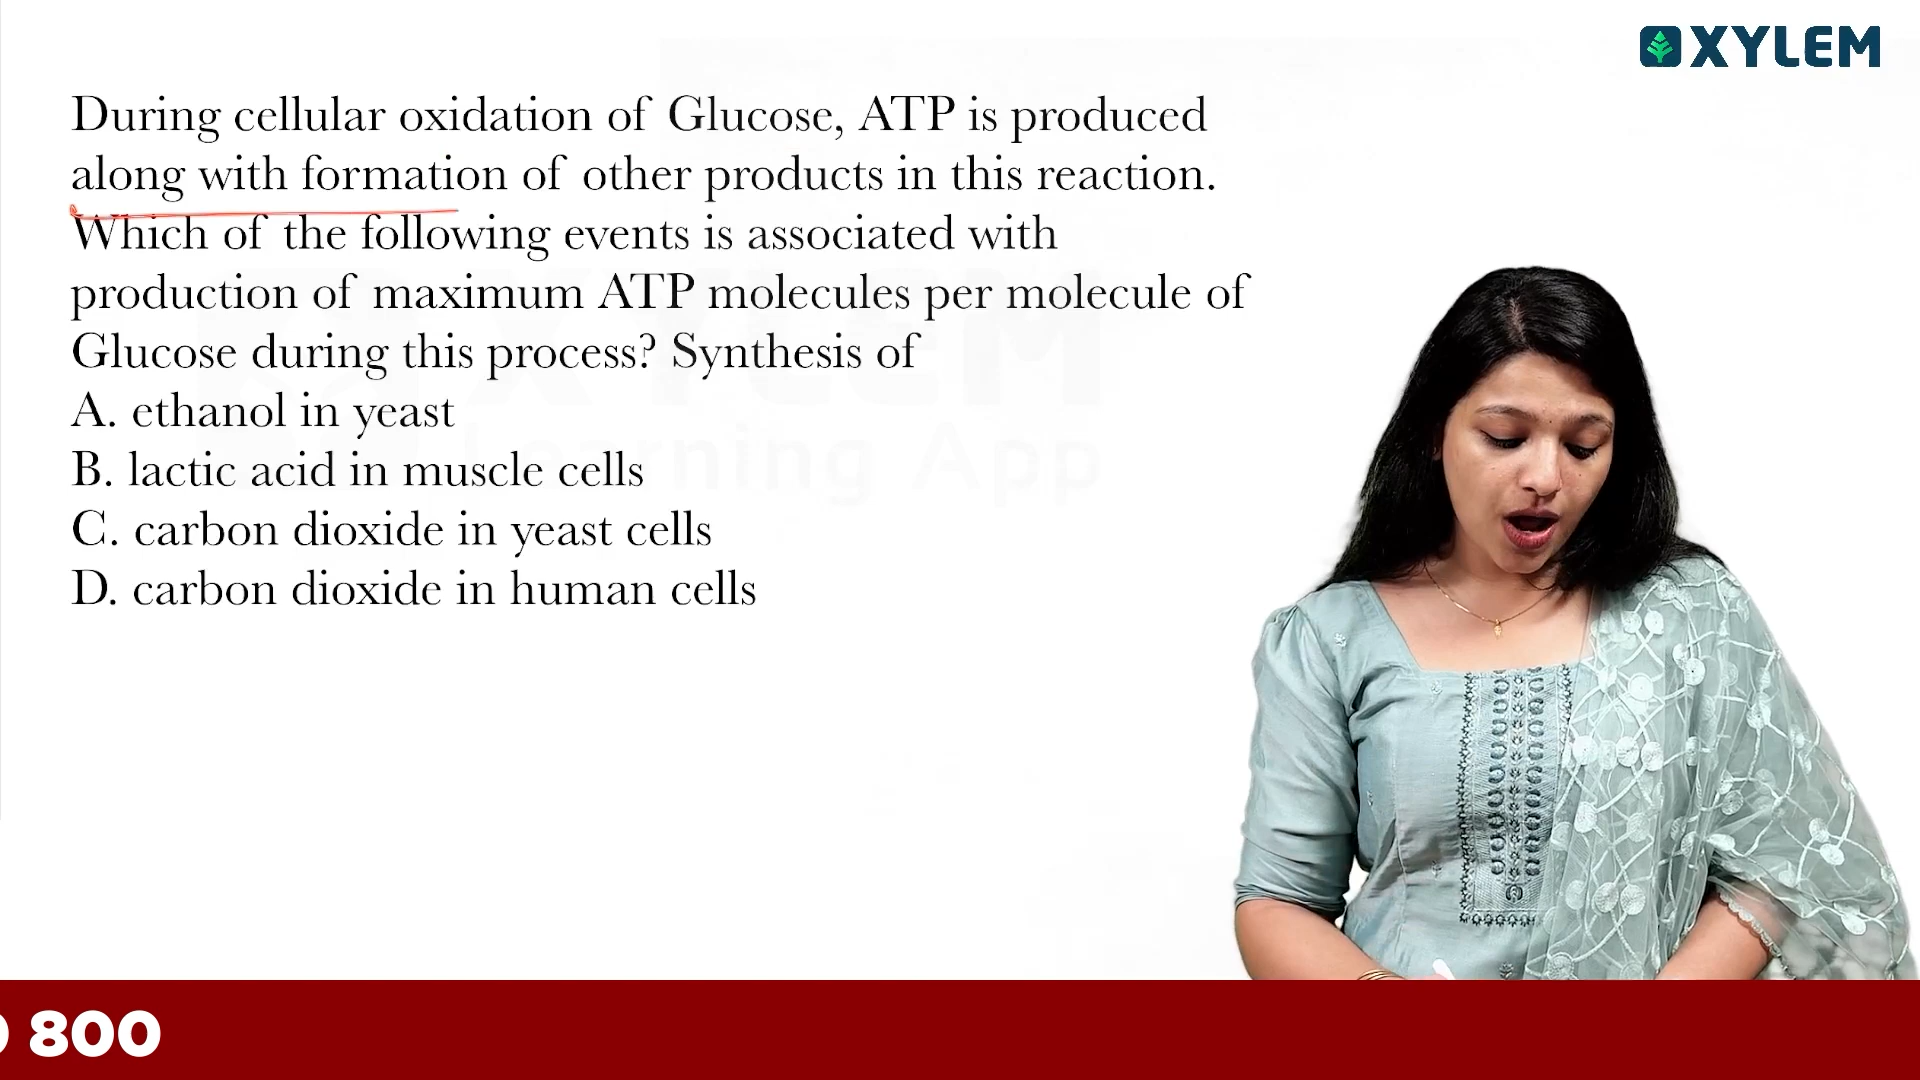 XYLEM
During cellular oxidation of Glucose, ATP is produced
along with formation of other products in this reaction.
Which of the following events is associated with
production of maximum ATP molecules per molecule of
Glucose during this process? Synthesis of
A. ethanol in yeast
B. lactic acid in muscle cells
C. carbon dioxide in yeast cells
D. carbon dioxide in human cells
XYLEM
Learning App
800